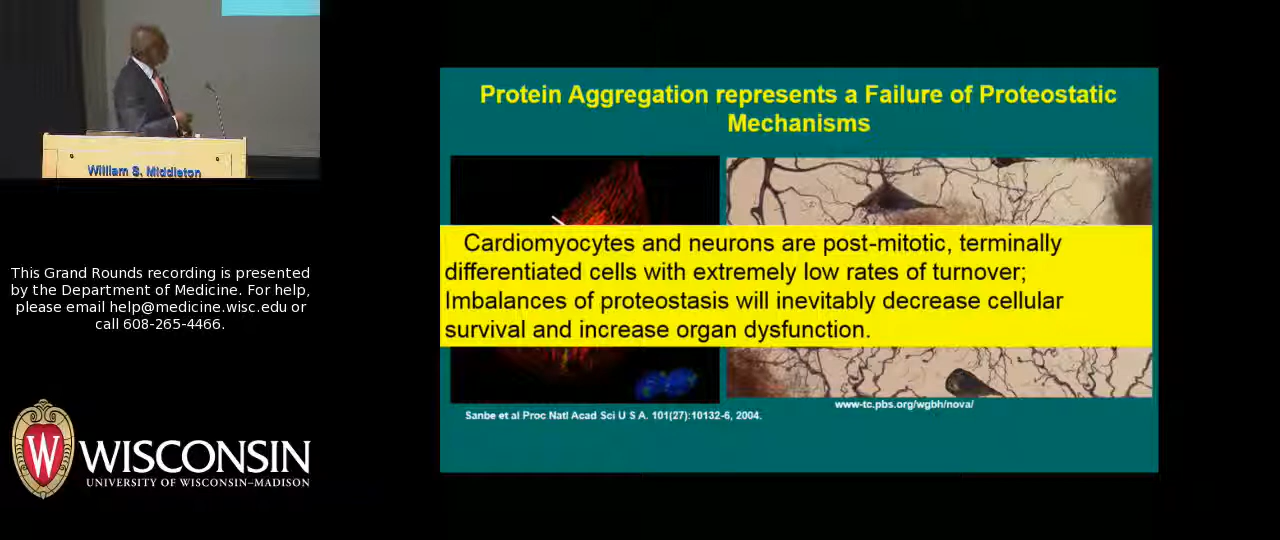 William S. Middleton
This Grand Rounds recording is presented
by the Department of Medicine. For help,
please email help@medicine.wisc.edu or
call 608-265-4466.
W
WISCONSIN
UNIVERSITY OF WISCONSIN–MADISON
Protein Aggregation represents a Failure of Proteostatic
Mechanisms
Cardiomyocytes and neurons are post-mitotic, terminally
differentiated cells with extremely low rates of turnover;
Imbalances of proteostasis will inevitably decrease cellular
survival and increase organ dysfunction.
Sanbe et al Proc Natl Acad Sci U S A. 101(27):10132-6, 2004.
www-tc.pbs.org/wgbh/nova/